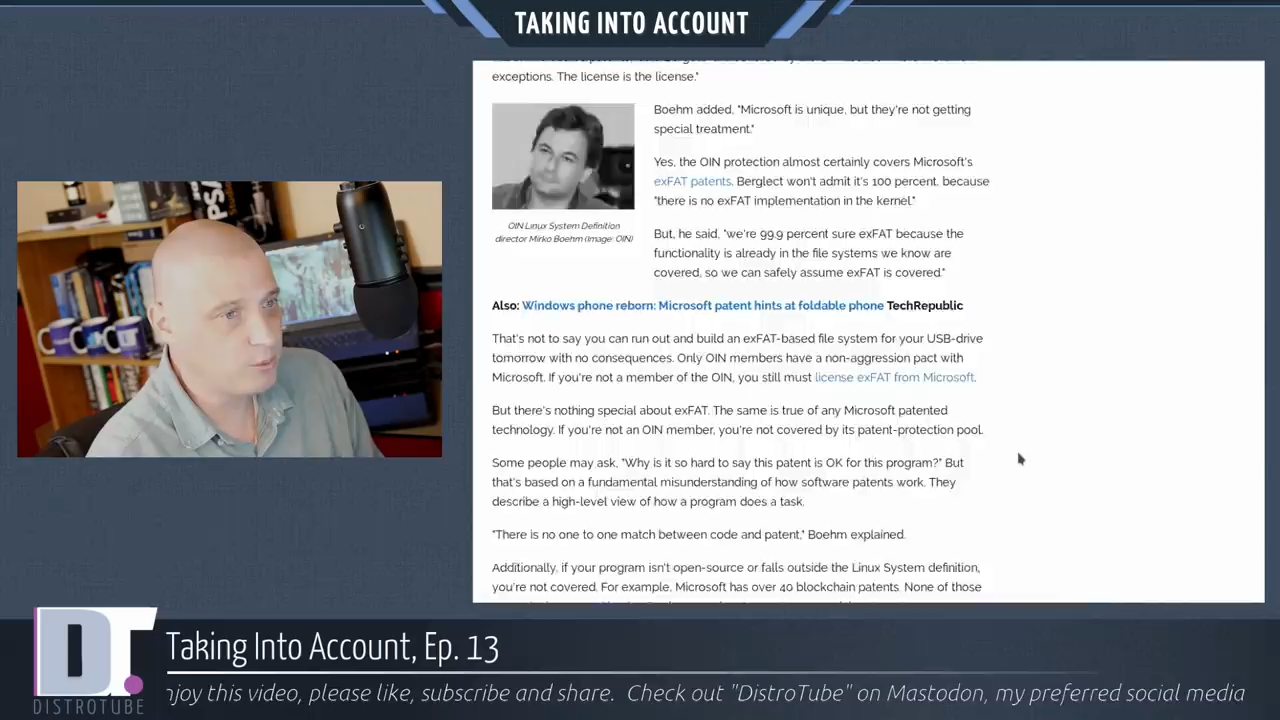 TAKING INTO ACCOUNT
exceptions. The license is the license."
Boehm added, "Microsoft is unique, but they're not getting
special treatment."
Yes, the OIN protection almost certainly covers Microsoft's
exFAT patents. Berglect won't admit it's 100 percent, because
"there is no exFAT implementation in the kernel."
OIN Linux System Definition
director Mirko Boehm (Image: OIN)
But, he said, "we're 99.9 percent sure exFAT because the
functionality is already in the file systems we know are
covered, so we can safely assume exFAT is covered."
Also: Windows phone reborn: Microsoft patent hints at foldable phone TechRepublic
That's not to say you can run out and build an exFAT-based file system for your USB-drive
tomorrow with no consequences. Only OIN members have a non-aggression pact with
Microsoft. If you're not a member of the OIN, you still must license exFAT from Microsoft.
But there's nothing special about exFAT. The same is true of any Microsoft patented
technology. If you're not an OIN member, you're not covered by its patent-protection pool.
Some people may ask, "Why is it so hard to say this patent is OK for this program?" But
that's based on a fundamental misunderstanding of how software patents work. They
describe a high-level view of how a program does a task.
"There is no one to one match between code and patent," Boehm explained.
Additionally, if your program isn't open-source or falls outside the Linux System definition,
you're not covered. For example, Microsoft has over 40 blockchain patents. None of those
DT
DISTROTUBE
Taking Into Account, Ep. 13
njoy this video, please like, subscribe and share. Check out "DistroTube" on Mastodon, my preferred social media